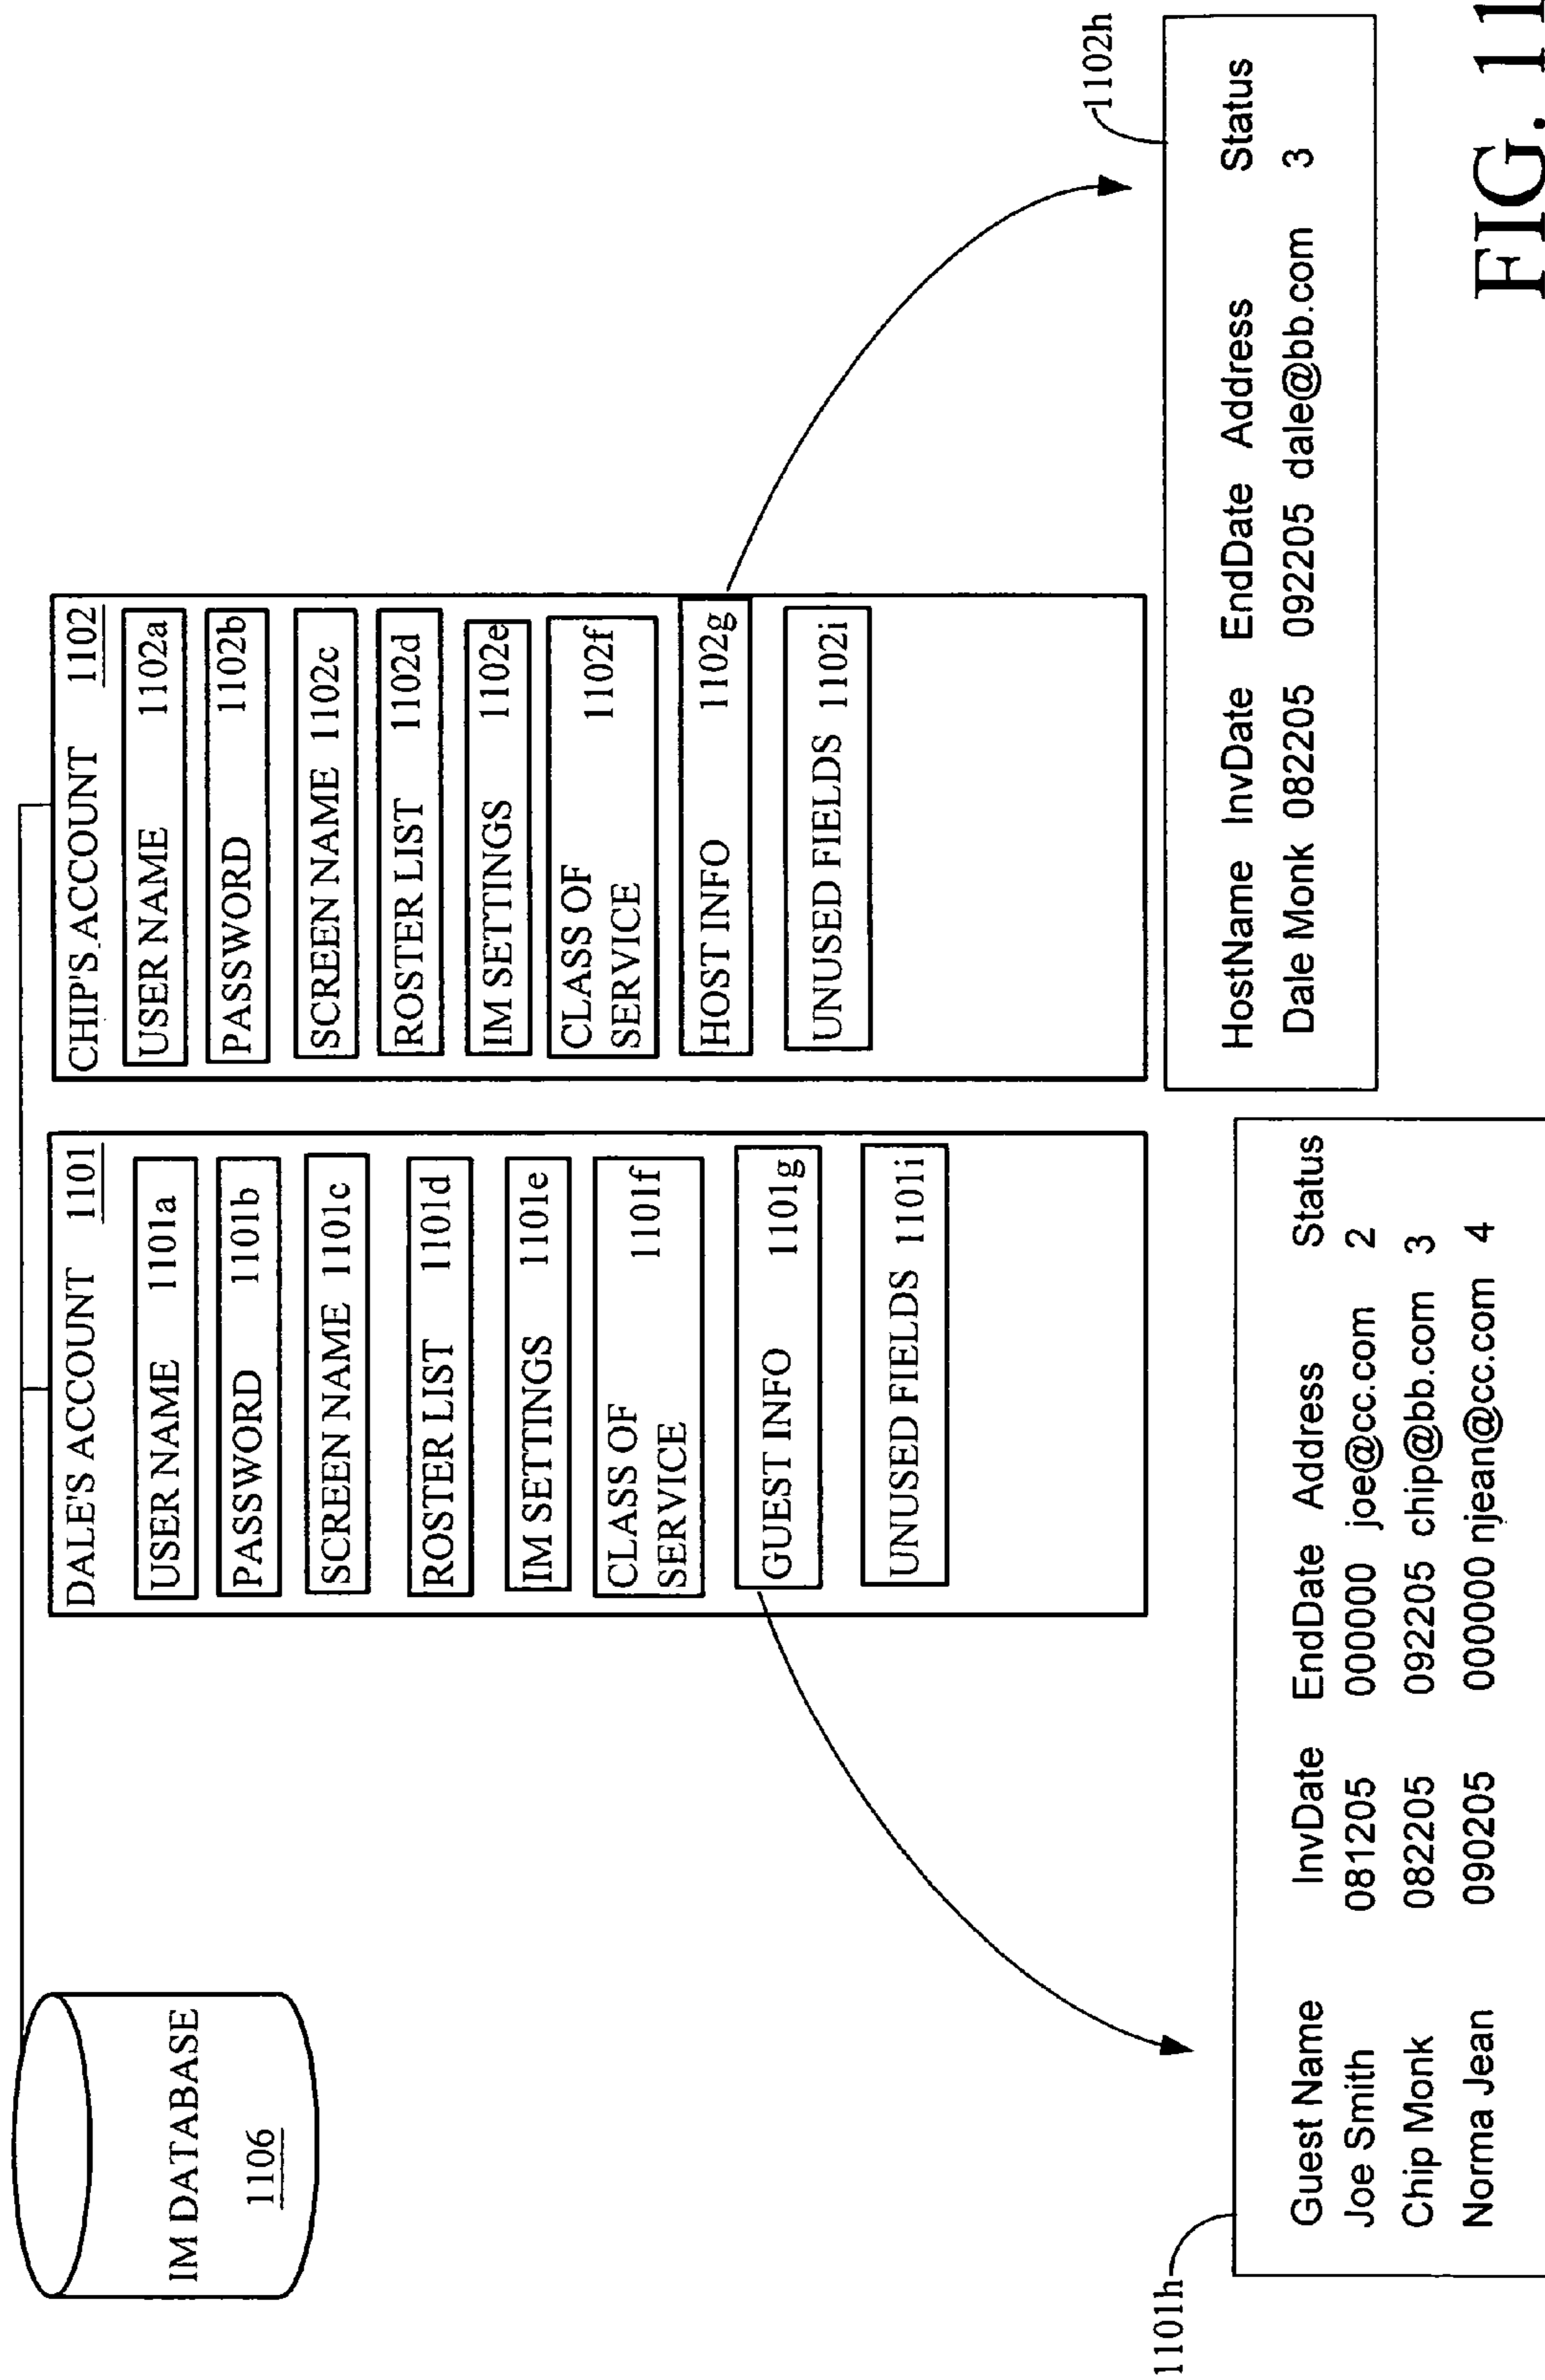 IM DATABASE
1106
DALE'S ACCOUNT 1101
USER NAME 1101a
PASSWORD 1101b
SCREEN NAME 1101c
ROSTER LIST 1101d
IM SETTINGS 1101e
CLASS OF
SERVICE 1101f
GUEST INFO 1101g
UNUSED FIELDS 1101i
CHIP'S ACCOUNT 1102
USER NAME 1102a
PASSWORD 1102b
SCREEN NAME 1102c
ROSTER LIST 1102d
IM SETTINGS 1102e
CLASS OF
SERVICE 1102f
HOST INFO 1102g
UNUSED FIELDS 1102i
1101h
Guest Name InvDate EndDate Address Status
Joe Smith 081205 000000 joe@cc.com 2
Chip Monk 082205 092205 chip@bb.com 3
Norma Jean 090205 000000 njean@cc.com 4
1102h
HostName InvDate EndDate Address Status
Dale Monk 082205 092205 dale@bb.com 3
FIG. 11